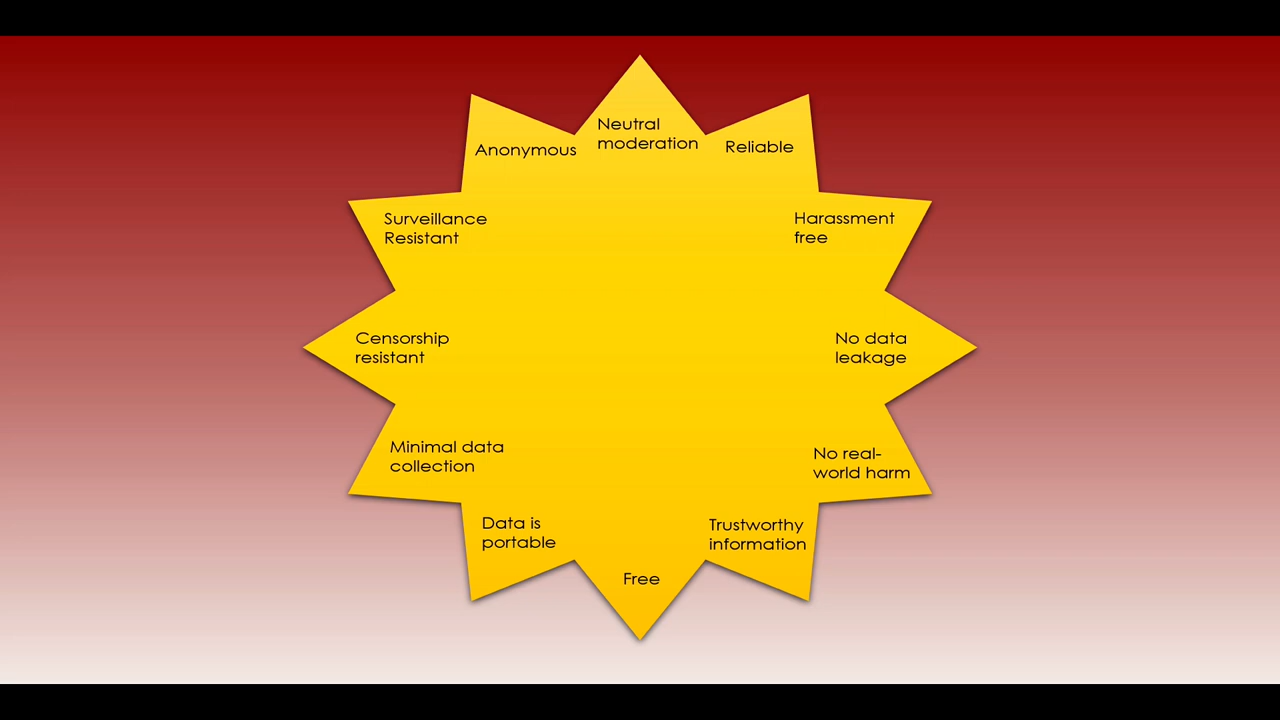 Neutral
moderation
Reliable
Harassment
free
No data
leakage
No real-
world harm
Trustworthy
information
Free
Data is
portable
Minimal data
collection
Censorship
resistant
Surveillance
Resistant
Anonymous